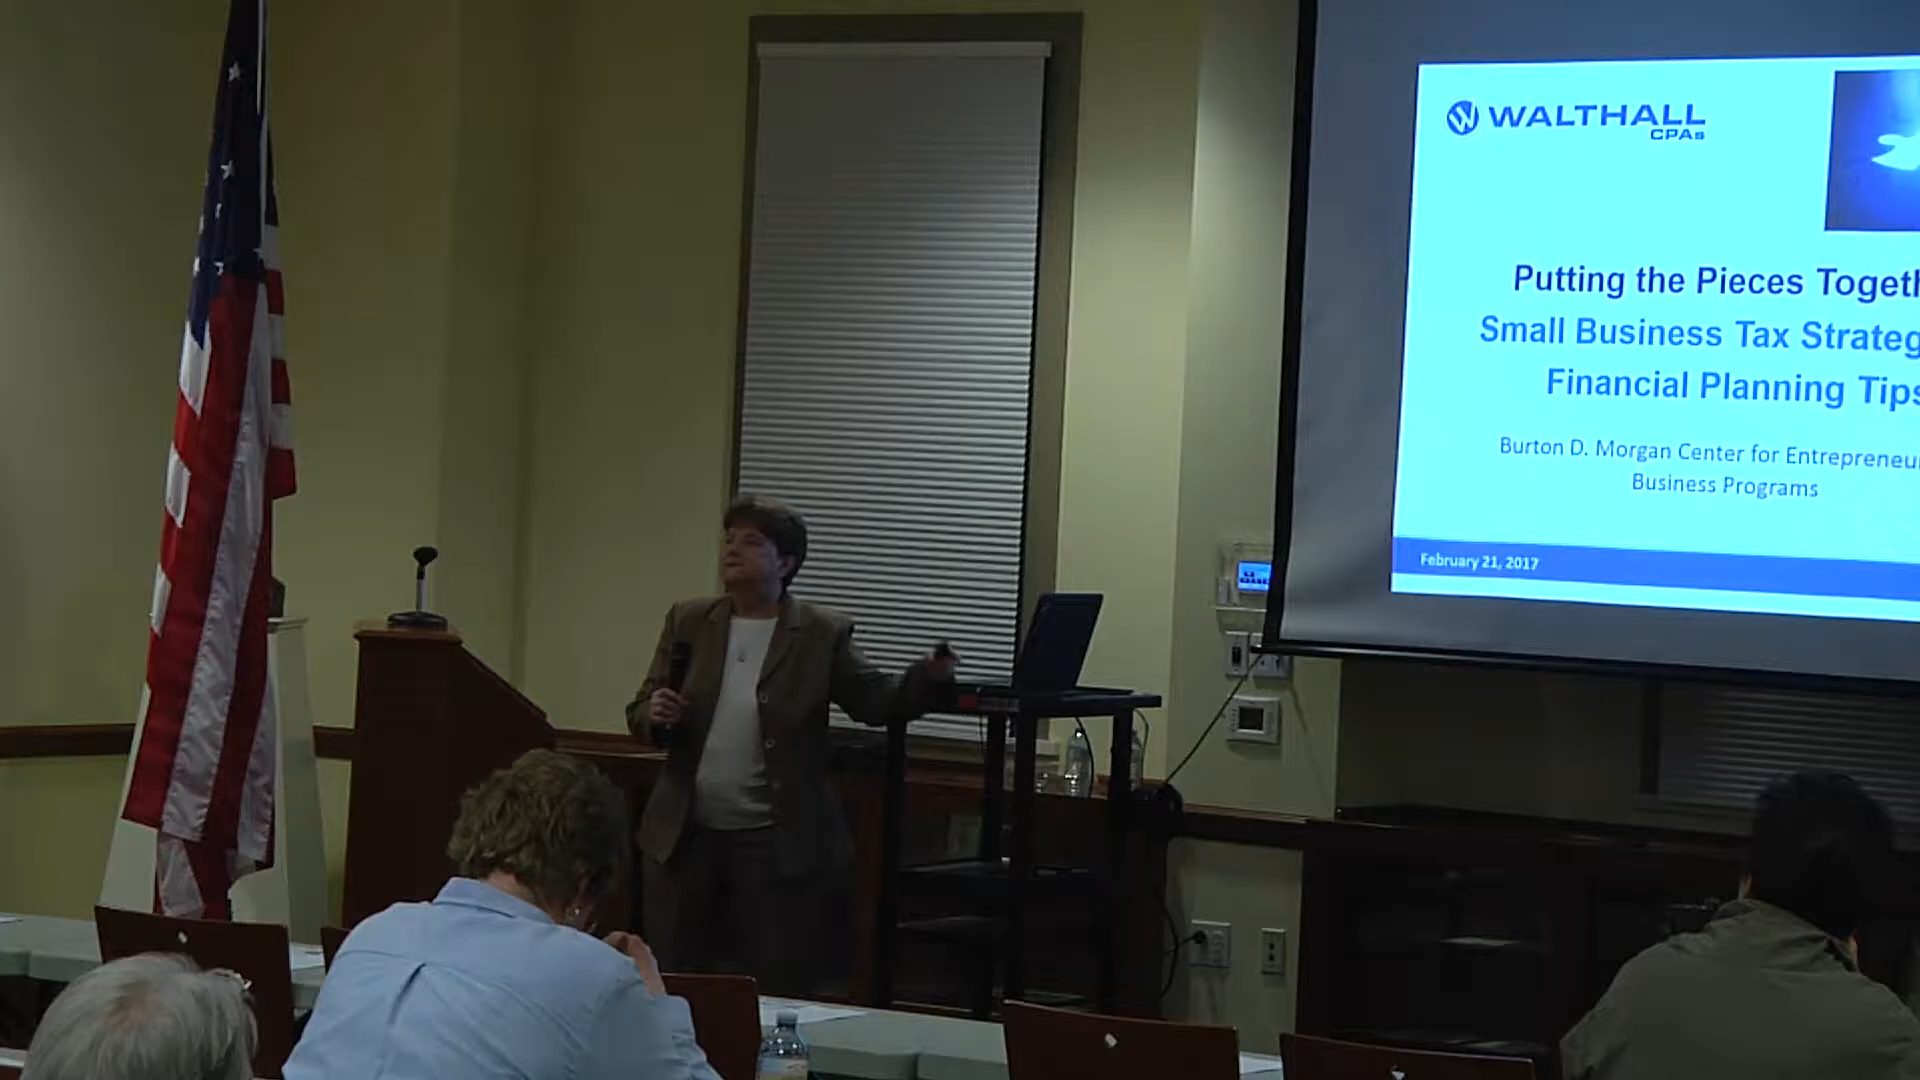 WALTHALL
CPAs
Putting the Pieces Togeth
Small Business Tax Strateg
Financial Planning Tips
Burton D. Morgan Center for Entrepreneur
Business Programs
February 21, 2017